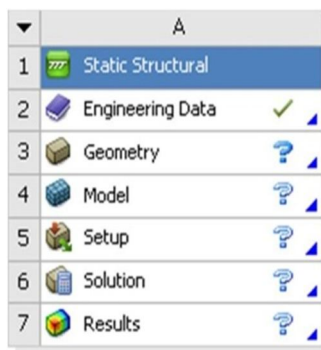 A
1 Static Structural
2 Engineering Data
3 Geometry ?
4 Model ?
5 Setup ?
6 Solution ?
7 Results ?